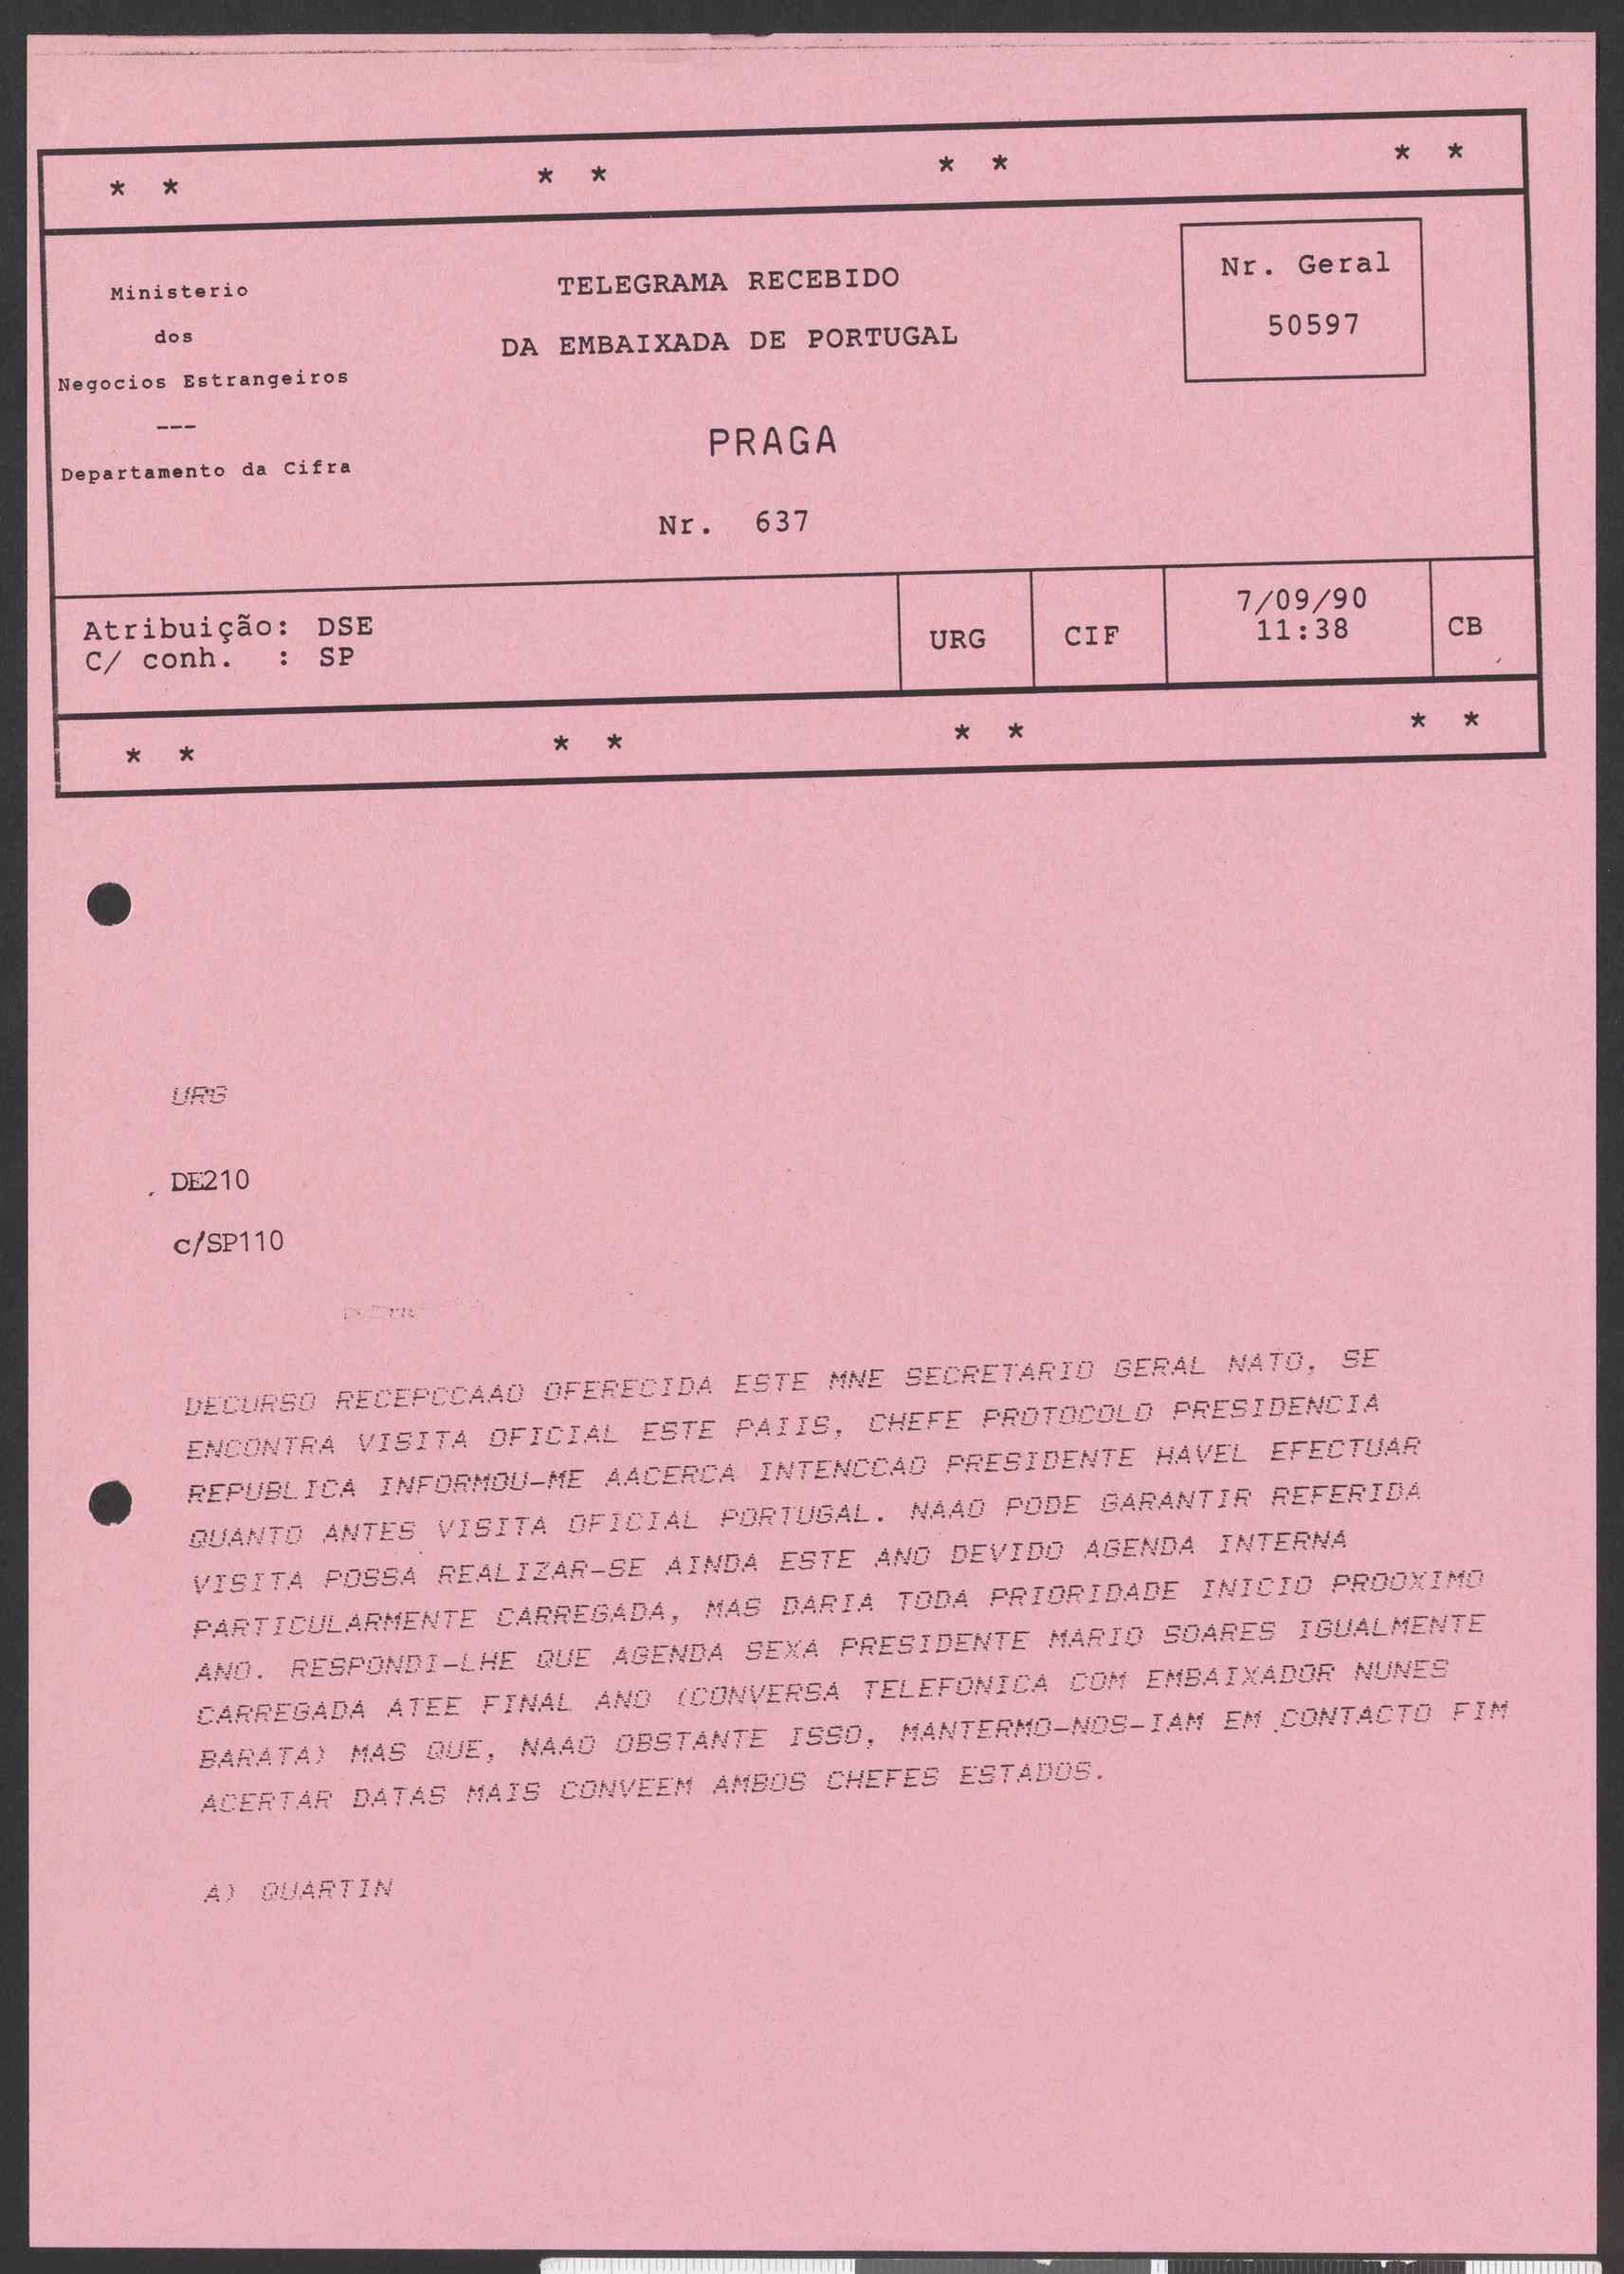 * * * * * * * *
Ministerio
dos
Negocios Estrangeiros
---
Departamento da Cifra
TELEGRAMA RECEBIDO
DA EMBAIXADA DE PORTUGAL
PRAGA
Nr. 637
Nr. Geral
50597
Atribuição: DSE
C/ conh. : SP
URG
CIF
7/09/90
11:38
CB
* * * * * * * *
URG
DE210
c/SP110
DECURSO RECEPCCAAO OFERECIDA ESTE MNE SECRETARIO GERAL NATO, SE
ENCONTRA VISITA OFICIAL ESTE PAIIS, CHEFE PROTOCOLO PRESIDENCIA
REPUBLICA INFORMOU-ME AACERCA INTENCCAO PRESIDENTE HAVEL EFECTUAR
QUANTO ANTES VISITA OFICIAL PORTUGAL. NAAO PODE GARANTIR REFERIDA
VISITA POSSA REALIZAR-SE AINDA ESTE ANO DEVIDO AGENDA INTERNA
PARTICULARMENTE CARREGADA, MAS DARIA TODA PRIORIDADE INICIO PROOXIMO
ANO. RESPONDI-LHE QUE AGENDA SEXA PRESIDENTE MARIO SOARES IGUALMENTE
CARREGADA ATEE FINAL ANO (CONVERSA TELEFONICA COM EMBAIXADOR NUNES
BARATA) MAS QUE, NAAO OBSTANTE ISSO, MANTERMO-NOS-IAM EM CONTACTO FIM
ACERTAR DATAS MAIS CONVEEM AMBOS CHEFES ESTADOS.
A) QUARTIN